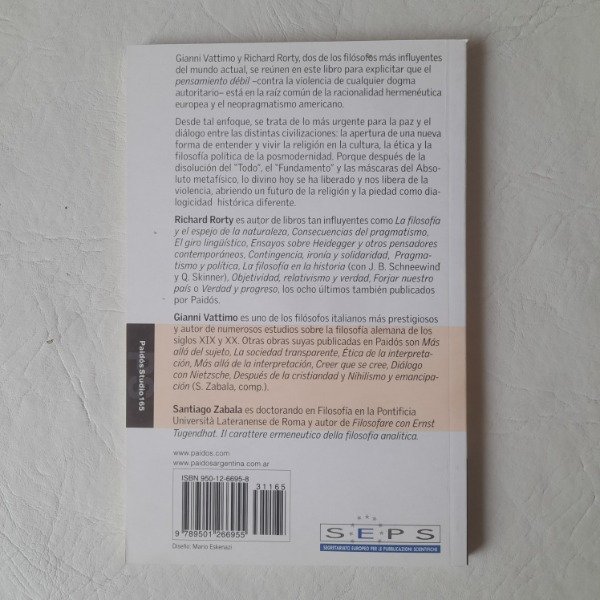 Gianni Vattimo y Richard Rorty, dos de los filósofos más influyentes
del mundo actual, se reúnen en este libro para explicitar que el
pensamiento débil –contra la violencia de cualquier dogma
autoritario– está en la raíz común de la racionalidad hermenéutica
europea y el neopragmatismo americano.
Desde tal enfoque, se trata de lo más urgente para la paz y el
diálogo entre las distintas civilizaciones: la apertura de una nueva
forma de entender y vivir la religión en la cultura, la ética y la
filosofía política de la posmodernidad. Porque después de la
disolución del "Todo", el "Fundamento" y las máscaras del Abso-
luto metafísico, lo divino hoy se ha liberado y nos libera de la
violencia, abriendo un futuro de la religión y la piedad como dia-
logicidad histórica diferente.
Richard Rorty es autor de libros tan influyentes como La filosofía
y el espejo de la naturaleza, Consecuencias del pragmatismo,
El giro lingüístico, Ensayos sobre Heidegger y otros pensadores
contemporáneos, Contingencia, ironía y solidaridad, Pragma-
tismo y política, La filosofía en la historia (con J. B. Schneewind
y Q. Skinner), Objetividad, relativismo y verdad, Forjar nuestro
país o Verdad y progreso, los ocho últimos también publicados
por Paidós.
Gianni Vattimo es uno de los filósofos italianos más prestigiosos
y autor de numerosos estudios sobre la filosofía alemana de los
siglos XIX y XX. Otras obras suyas publicadas en Paidós son Más
allá del sujeto, La sociedad transparente, Ética de la interpreta-
ción, Más allá de la interpretación, Creer que se cree, Diálogo
con Nietzsche, Después de la cristiandad y Nihilismo y emancipa-
ción (S. Zabala, comp.).
Santiago Zabala es doctorando en Filosofía en la Pontificia
Università Lateranense de Roma y autor de Filosofare con Ernst
Tugendhat. Il carattere ermeneutico della filosofia analitica.
www.paidos.com
www.paidosargentina.com.ar
ISBN 950-12-6695-8
31165
9 789501 266955
Diseño: Mario Eskenazi
SEPS
SEGRETARIATO EUROPEO PER LE PUBBLICAZIONI SCIENTIFICHE
Paidós Studio 165